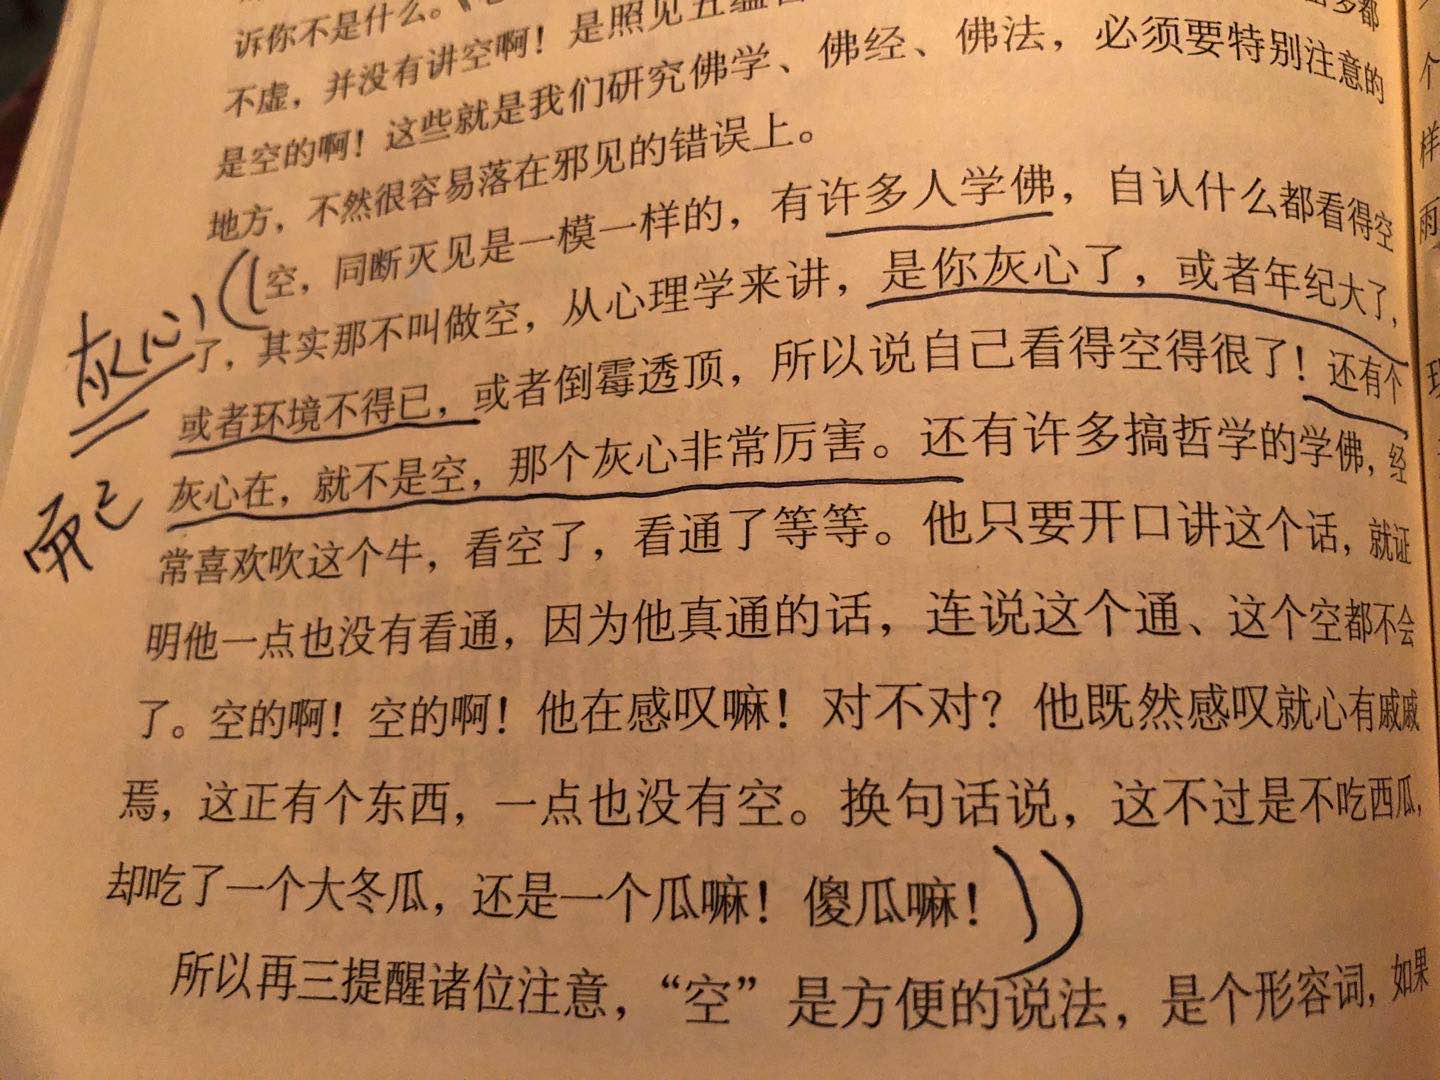 诉你不是什么。
不虚，并没有讲空啊！是照见五蕴皆
是空的啊！这些就是我们研究佛学、佛经、佛法，必须要特别注意的
地方，不然很容易落在邪见的错误上。
空，同断灭见是一模一样的，有许多人学佛，自认什么都看得空
了，其实那不叫做空，从心理学来讲，是你灰心了，或者年纪大了，
或者环境不得已，或者倒霉透顶，所以说自己看得空得很了！还有个
灰心在，就不是空，那个灰心非常厉害。还有许多搞哲学的学佛，经
常喜欢吹这个牛，看空了，看通了等等。他只要开口讲这个话，就证
明他一点也没有看通，因为他真通的话，连说这个通、这个空都不会
了。空的啊！空的啊！他在感叹嘛！对不对？他既然感叹就心有戚戚
焉，这正有个东西，一点也没有空。换句话说，这不过是不吃西瓜，
却吃了一个大冬瓜，还是一个瓜嘛！傻瓜嘛！
所以再三提醒诸位注意，“空”是方便的说法，是个形容词，如果
灰心
而已